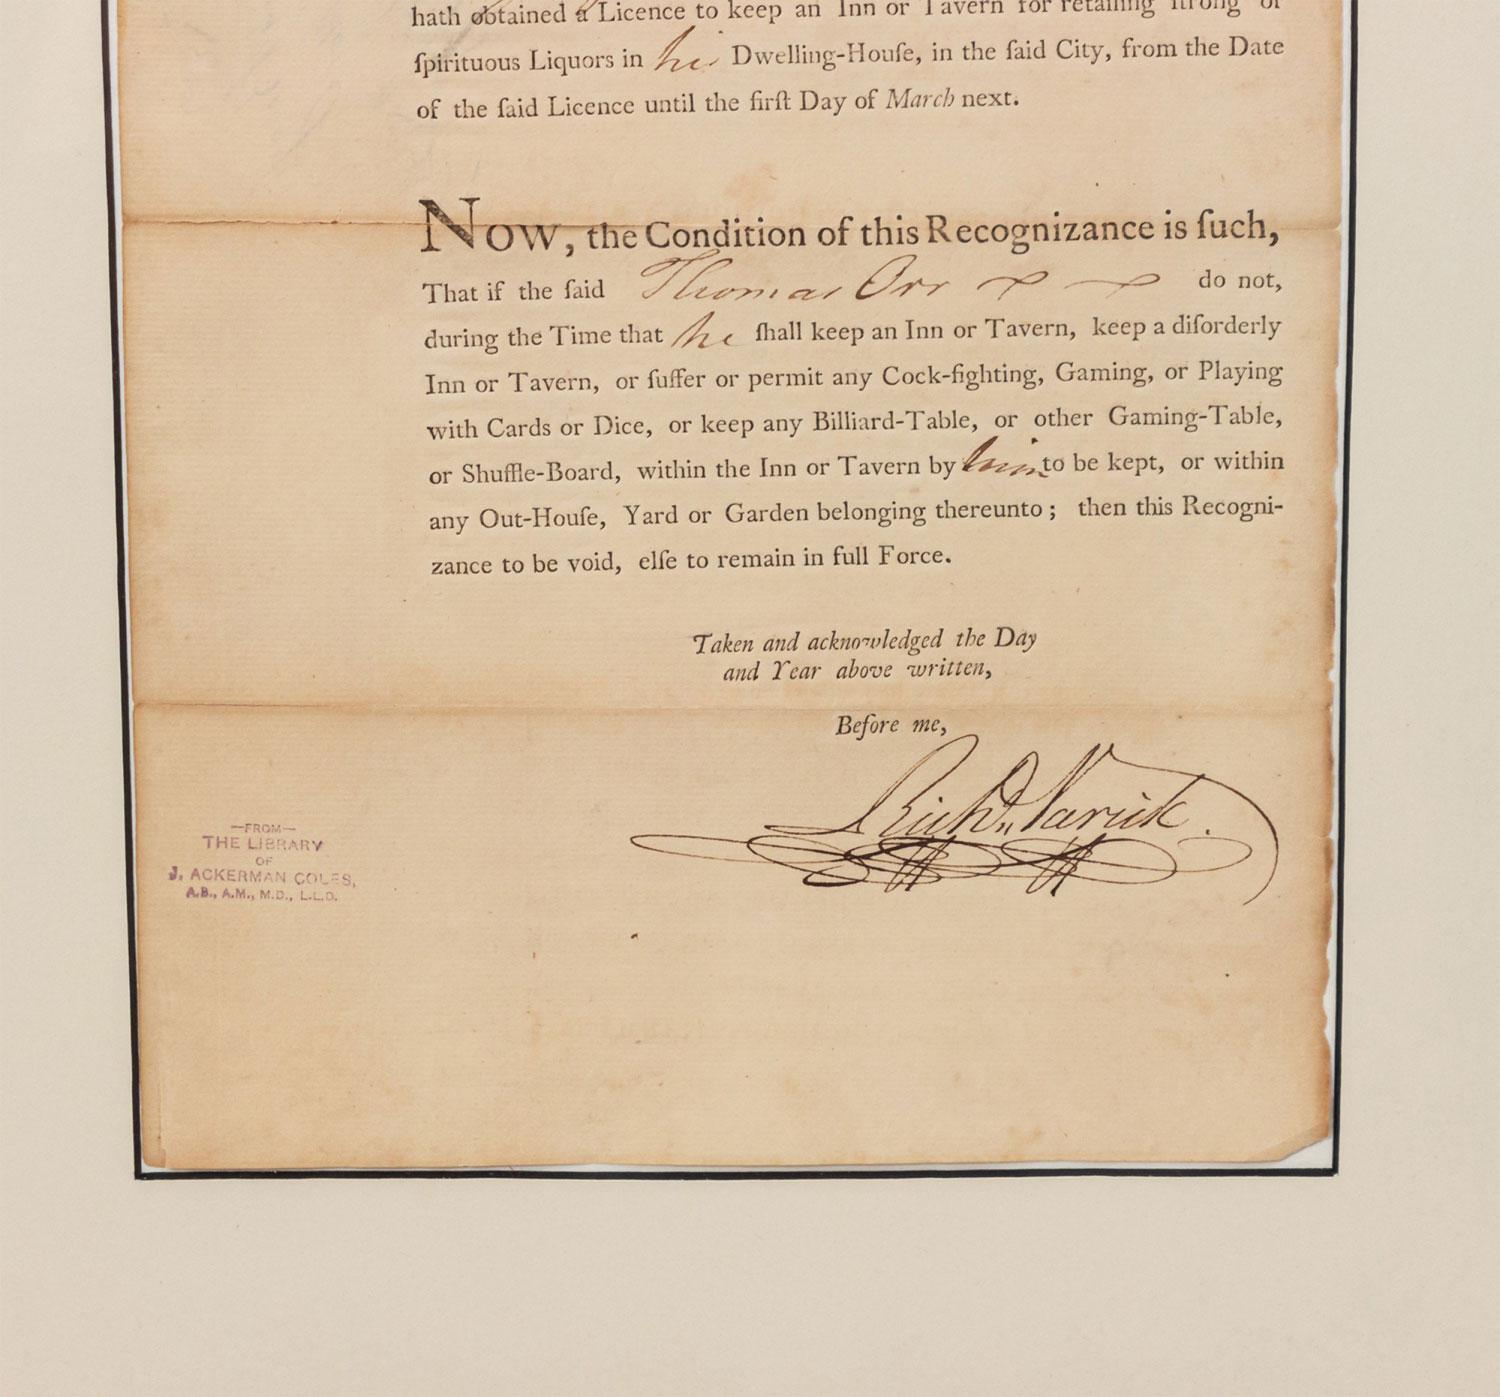 hath obtained a Licence to keep an Inn or Tavern for retailing ſtrong or
ſpirituous Liquors in his Dwelling-Houſe, in the ſaid City, from the Date
of the ſaid Licence until the firſt Day of March next.
Now, the Condition of this Recognizance is ſuch,
That if the ſaid Thomas Orr do not,
during the Time that he ſhall keep an Inn or Tavern, keep a diſorderly
Inn or Tavern, or ſuffer or permit any Cock-fighting, Gaming, or Playing
with Cards or Dice, or keep any Billiard-Table, or other Gaming-Table,
or Shuffle-Board, within the Inn or Tavern by him to be kept, or within
any Out-Houſe, Yard or Garden belonging thereunto; then this Recogni-
zance to be void, elſe to remain in full Force.
Taken and acknowledged the Day
and Year above written,
Before me,
Richd. Varick.
—FROM—
THE LIBRARY
OF
J. ACKERMAN COLES,
A.B., A.M., M.D., L.L.D.